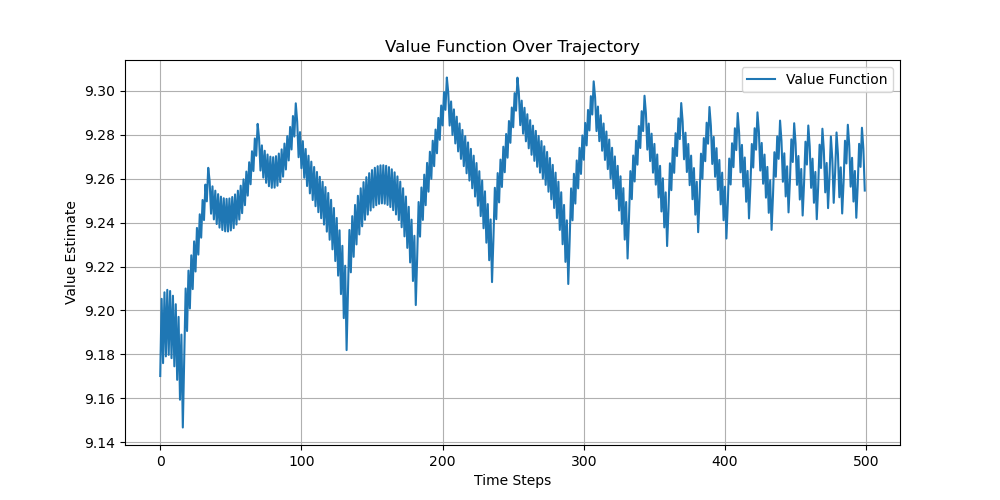 Value Function Over Trajectory
Value Function
Value Estimate
9.30
9.28
9.26
9.24
9.22
9.20
9.18
9.16
9.14
0 100 200 300 400 500
Time Steps